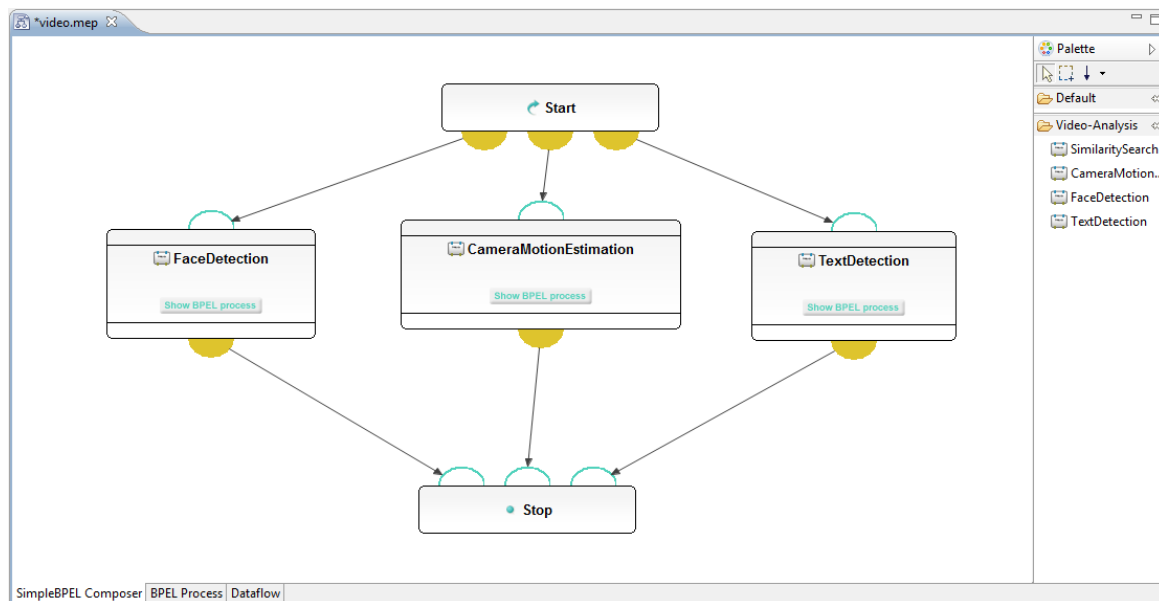 *video.mep
Palette
Default
Video-Analysis
SimilaritySearch
CameraMotion...
FaceDetection
TextDetection
Start
FaceDetection
Show BPEL process
CameraMotionEstimation
Show BPEL process
TextDetection
Show BPEL process
Stop
SimpleBPEL Composer
BPEL Process
Dataflow